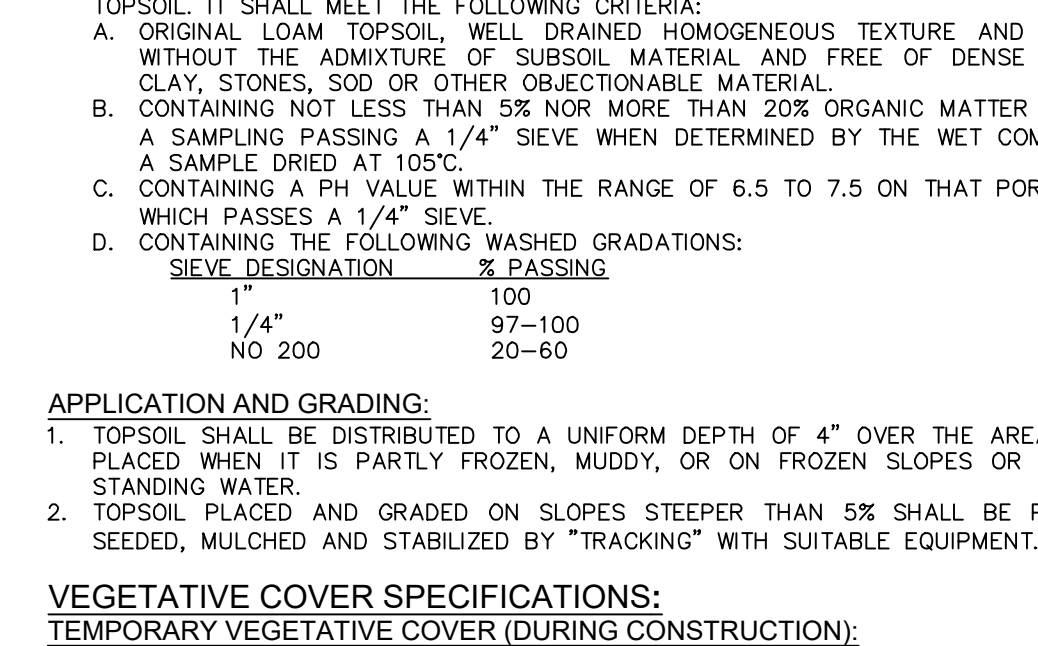 TOPSOIL. IT SHALL MEET THE FOLLOWING CRITERIA:
A. ORIGINAL LOAM TOPSOIL, WELL DRAINED HOMOGENEOUS TEXTURE AND
WITHOUT THE ADMIXTURE OF SUBSOIL MATERIAL AND FREE OF DENSE
CLAY, STONES, SOD OR OTHER OBJECTIONABLE MATERIAL.
B. CONTAINING NOT LESS THAN 5% NOR MORE THAN 20% ORGANIC MATTER
A SAMPLING PASSING A 1/4" SIEVE WHEN DETERMINED BY THE WET
A SAMPLE DRIED AT 105°C.
C. CONTAINING A PH VALUE WITHIN THE RANGE OF 6.5 TO 7.5 ON THAT
WHICH PASSES A 1/4" SIEVE.
D. CONTAINING THE FOLLOWING WASHED GRADATIONS:
SIEVE DESIGNATION % PASSING
1" 100
1/4" 97–100
NO 200 20–60
APPLICATION AND GRADING:
1. TOPSOIL SHALL BE DISTRIBUTED TO A UNIFORM DEPTH OF 4" OVER THE
PLACED WHEN IT IS PARTLY FROZEN, MUDDY, OR ON FROZEN SLOPES OR
STANDING WATER.
2. TOPSOIL PLACED AND GRADED ON SLOPES STEEPER THAN 5% SHALL BE
SEEDED, MULCHED AND STABILIZED BY "TRACKING" WITH SUITABLE EQUIPMENT.
VEGETATIVE COVER SPECIFICATIONS:
TEMPORARY VEGETATIVE COVER (DURING CONSTRUCTION):